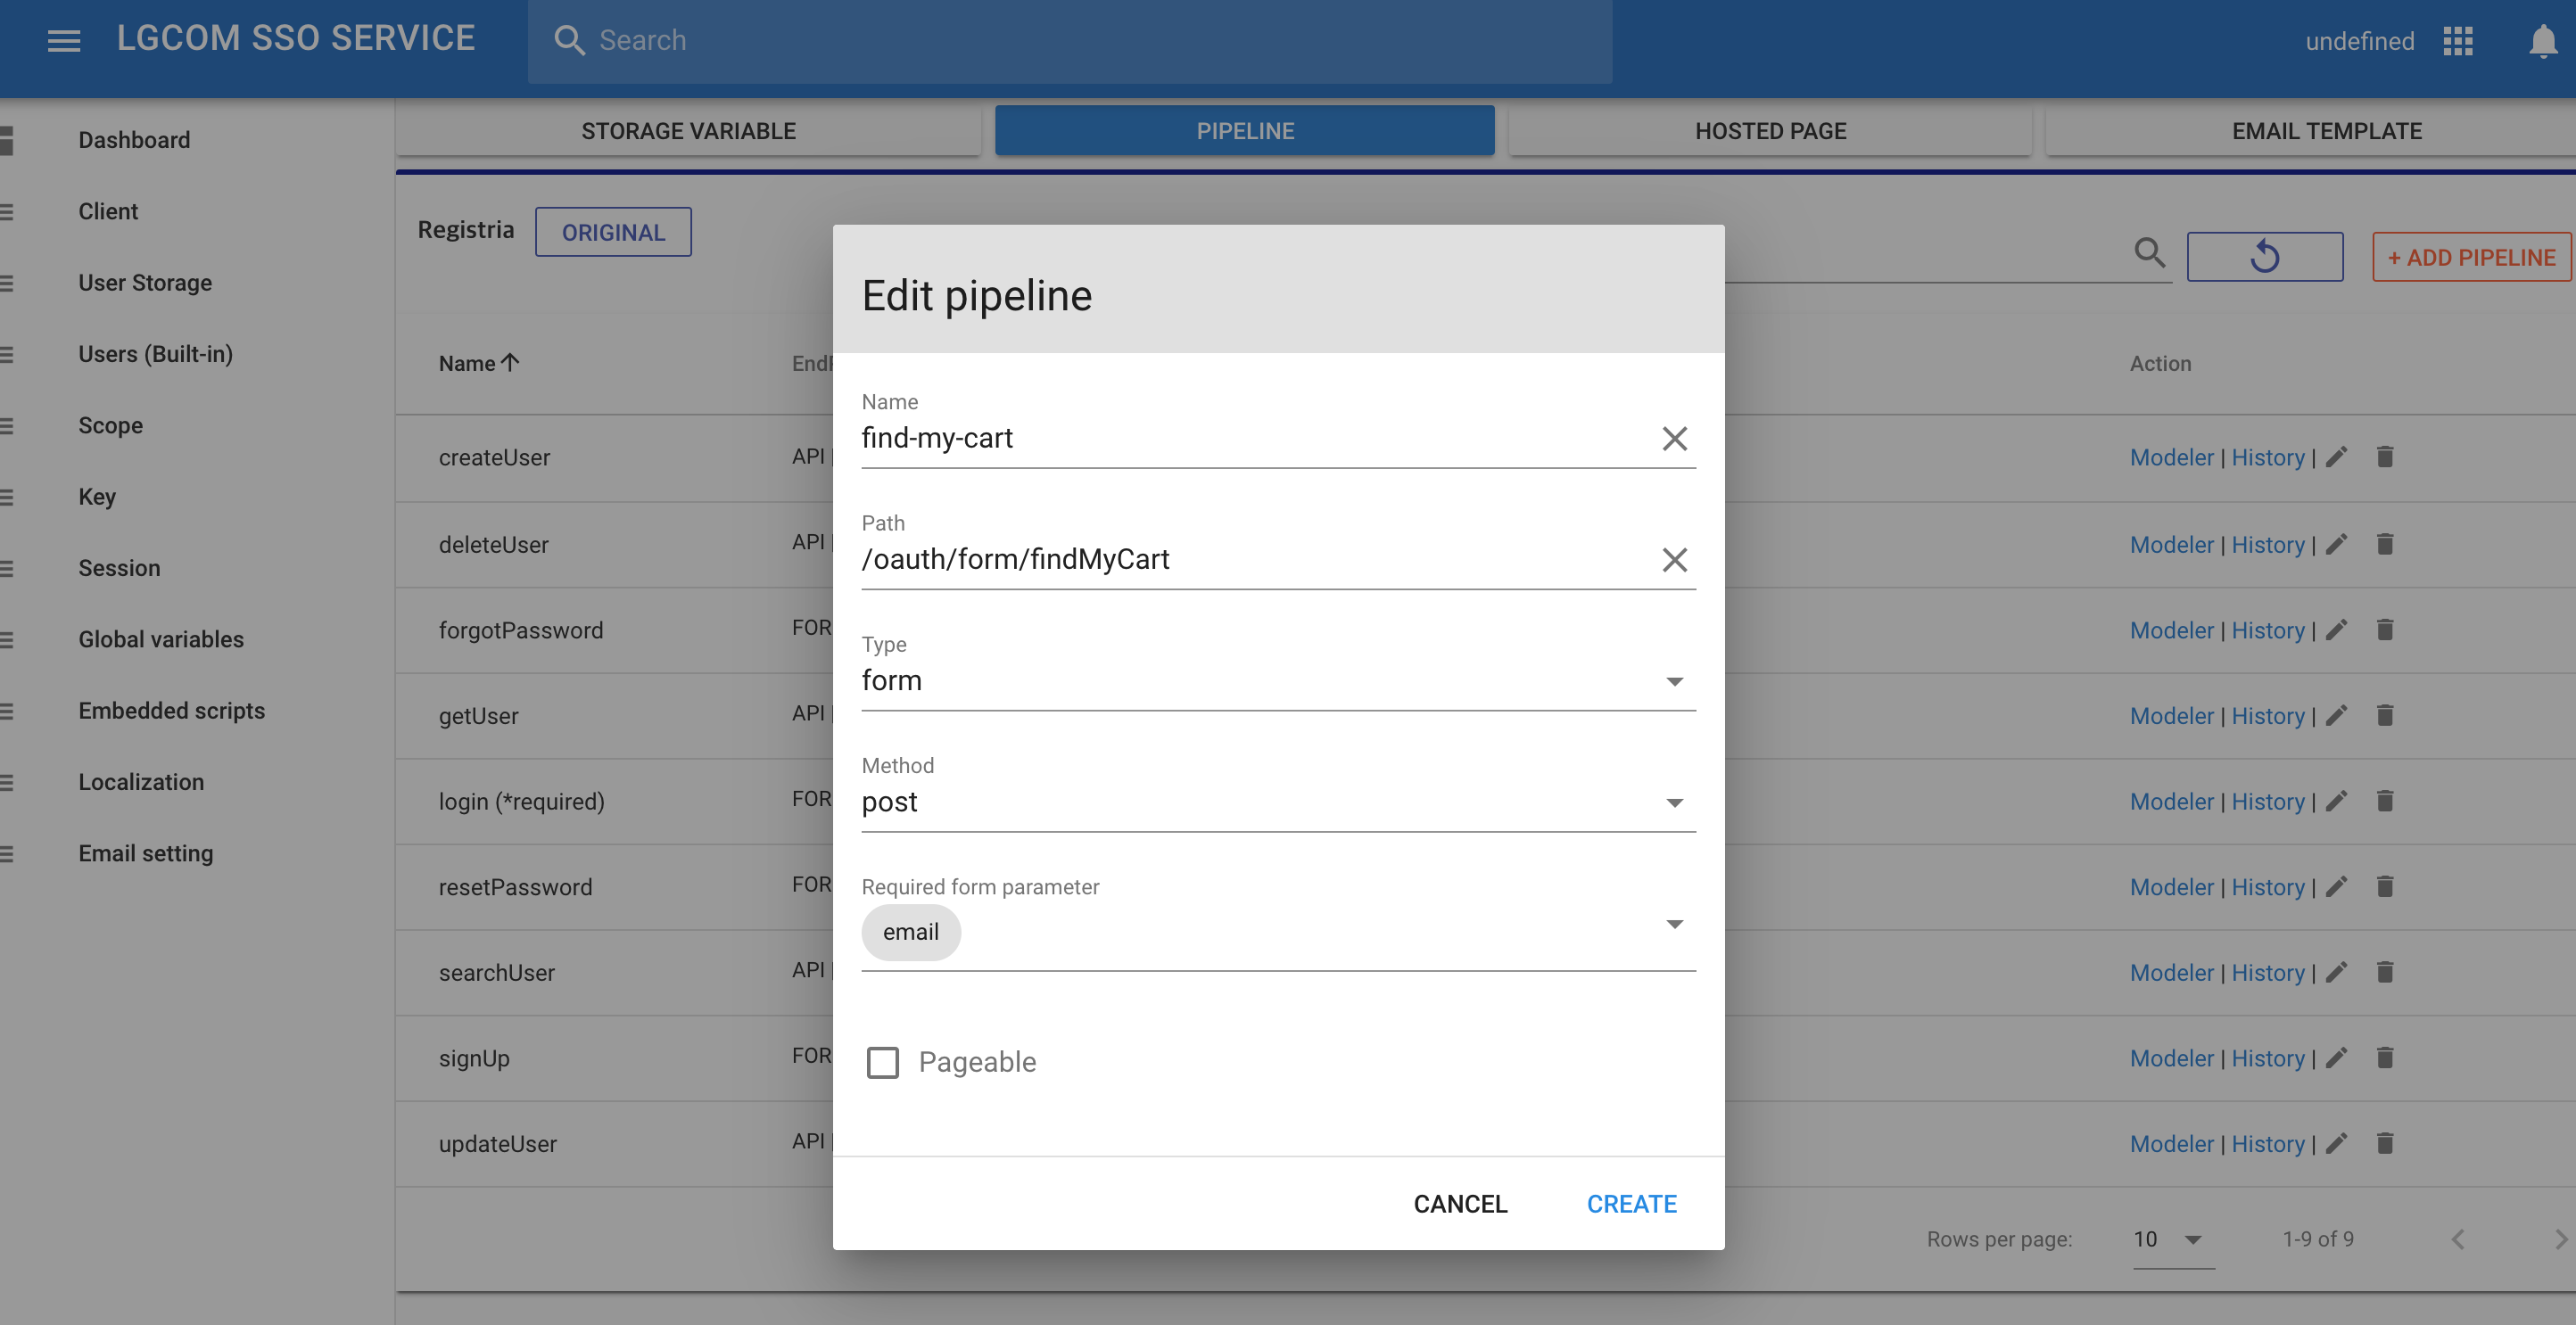 LGCOM SSO SERVICE
Search
undefined
Dashboard
Client
User Storage
Users (Built-in)
Scope
Key
Session
Global variables
Embedded scripts
Localization
Email setting
STORAGE VARIABLE
PIPELINE
HOSTED PAGE
EMAIL TEMPLATE
Registria
ORIGINAL
+ ADD PIPELINE
Name
Action
createUser
API
Modeler | History |
deleteUser
API
Modeler | History |
forgotPassword
FOR
Modeler | History |
getUser
API
Modeler | History |
login (*required)
FOR
Modeler | History |
resetPassword
FOR
Modeler | History |
searchUser
API
Modeler | History |
signUp
FOR
Modeler | History |
updateUser
API
Modeler | History |
Rows per page:
10
1-9 of 9
Edit pipeline
Name
find-my-cart
Path
/oauth/form/findMyCart
Type
form
Method
post
Required form parameter
email
Pageable
CANCEL
CREATE